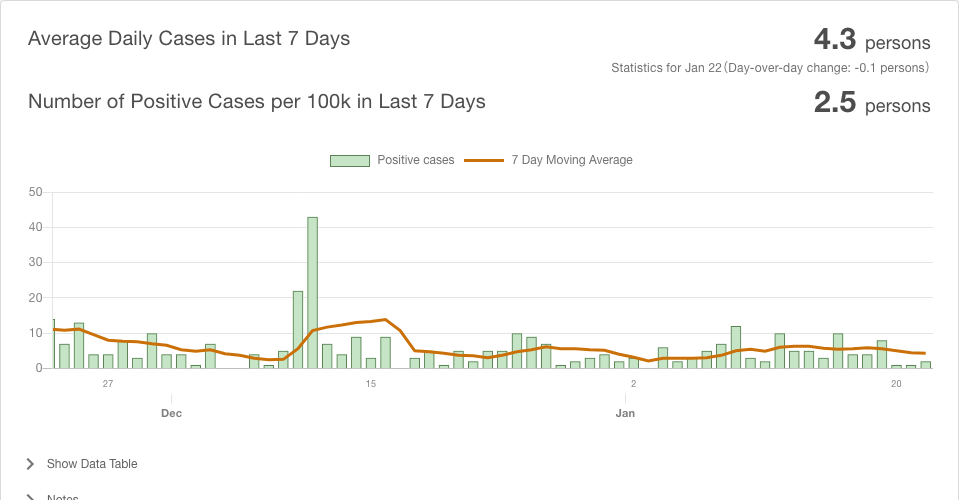 Average Daily Cases in Last 7 Days
4.3 persons
Statistics for Jan 22 (Day-over-day change: -0.1 persons)
Number of Positive Cases per 100k in Last 7 Days
2.5 persons
Positive cases
7 Day Moving Average
50
40
30
20
10
0
27
15
2
20
Dec
Jan
Show Data Table
Notes